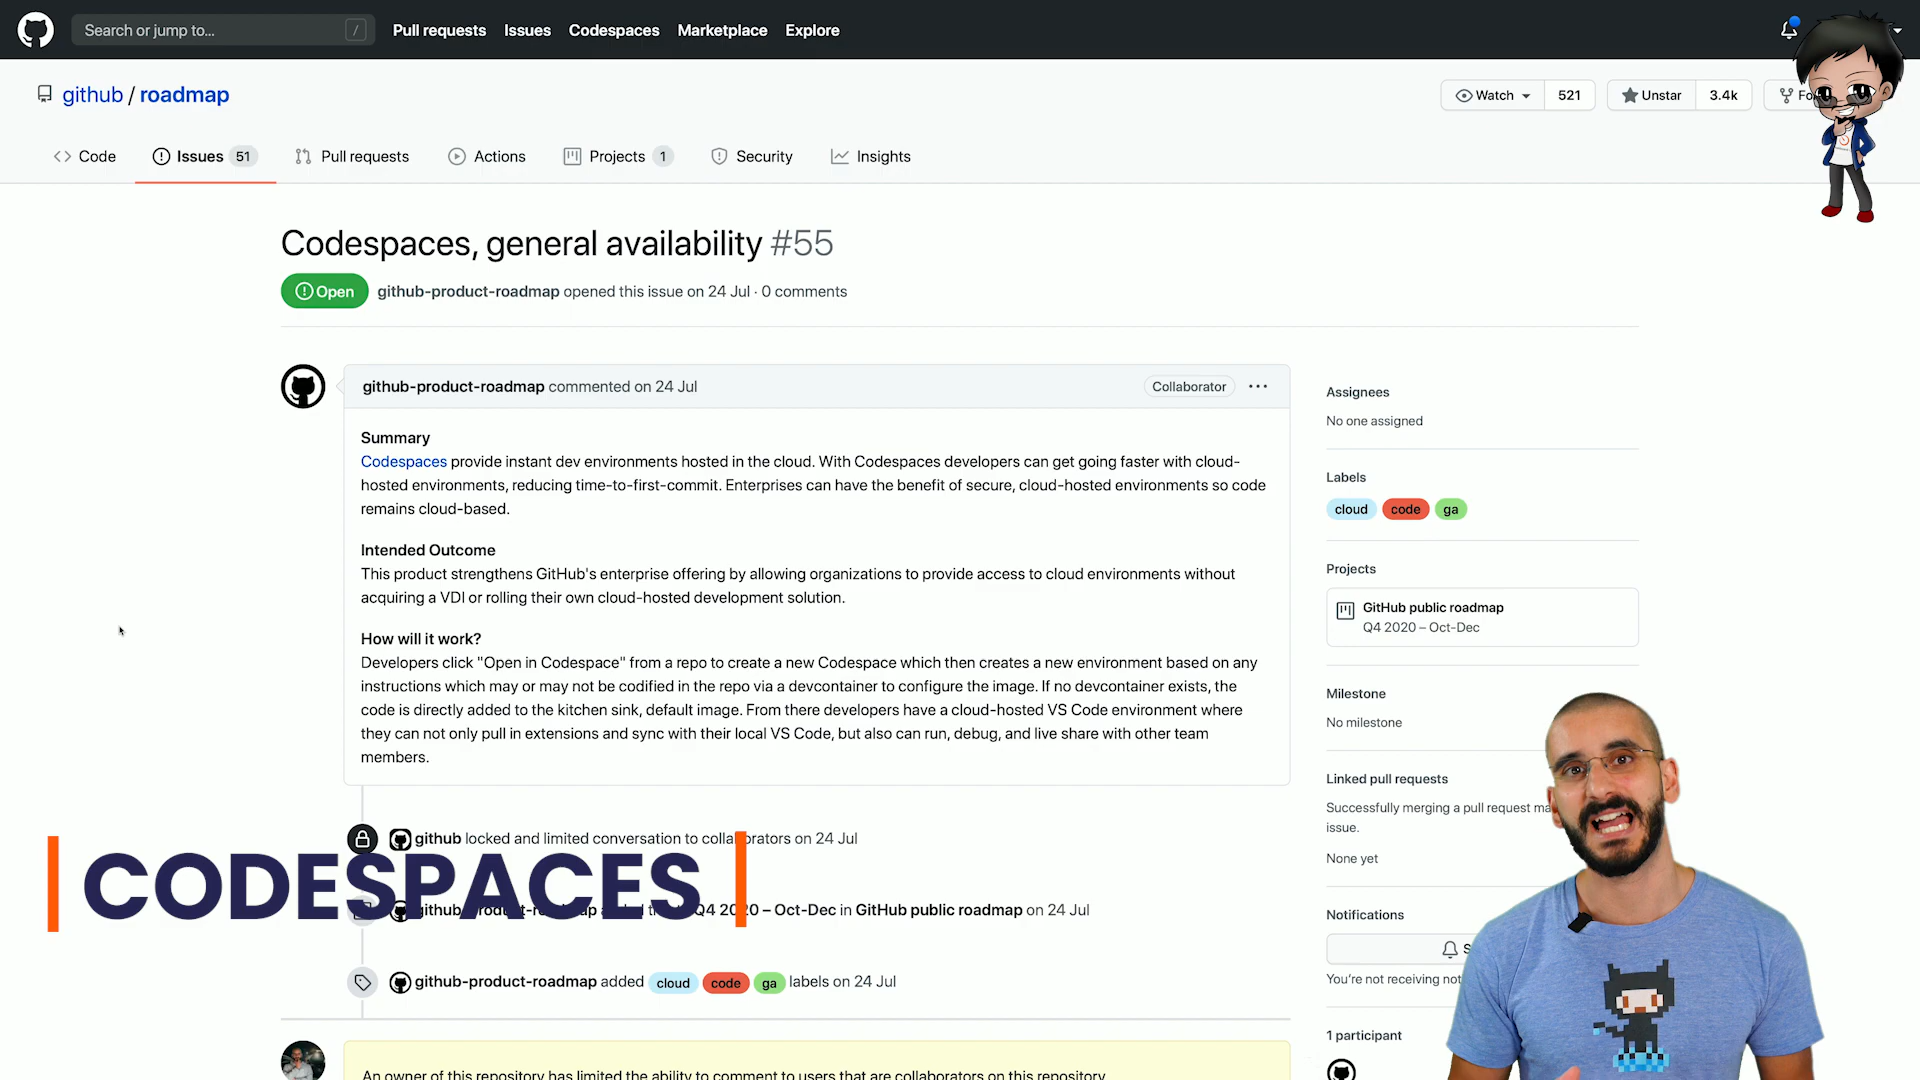 Search or jump to... /
Pull requests Issues Codespaces Marketplace Explore
github / roadmap
Watch 521 Unstar 3.4k
Code Issues 51 Pull requests Actions Projects 1 Security Insights
Codespaces, general availability #55
Open github-product-roadmap opened this issue on 24 Jul · 0 comments
github-product-roadmap commented on 24 Jul Collaborator ...
Summary
Codespaces provide instant dev environments hosted in the cloud. With Codespaces developers can get going faster with cloud-
hosted environments, reducing time-to-first-commit. Enterprises can have the benefit of secure, cloud-hosted environments so code
remains cloud-based.
Intended Outcome
This product strengthens GitHub's enterprise offering by allowing organizations to provide access to cloud environments without
acquiring a VDI or rolling their own cloud-hosted development solution.
How will it work?
Developers click "Open in Codespace" from a repo to create a new Codespace which then creates a new environment based on any
instructions which may or may not be codified in the repo via a devcontainer to configure the image. If no devcontainer exists, the
code is directly added to the kitchen sink, default image. From there developers have a cloud-hosted VS Code environment where
they can not only pull in extensions and sync with their local VS Code, but also can run, debug, and live share with other team
members.
github locked and limited conversation to collaborators on 24 Jul
CODESPACES
Q4 2020 – Oct-Dec in GitHub public roadmap on 24 Jul
github-product-roadmap added cloud code ga labels on 24 Jul
An owner of this repository has limited the ability to comment to users that are collaborators on this repository.
Assignees
No one assigned
Labels
cloud code ga
Projects
GitHub public roadmap
Q4 2020 – Oct-Dec
Milestone
No milestone
Linked pull requests
Successfully merging a pull request
issue.
None yet
Notifications
You're not receiving
1 participant